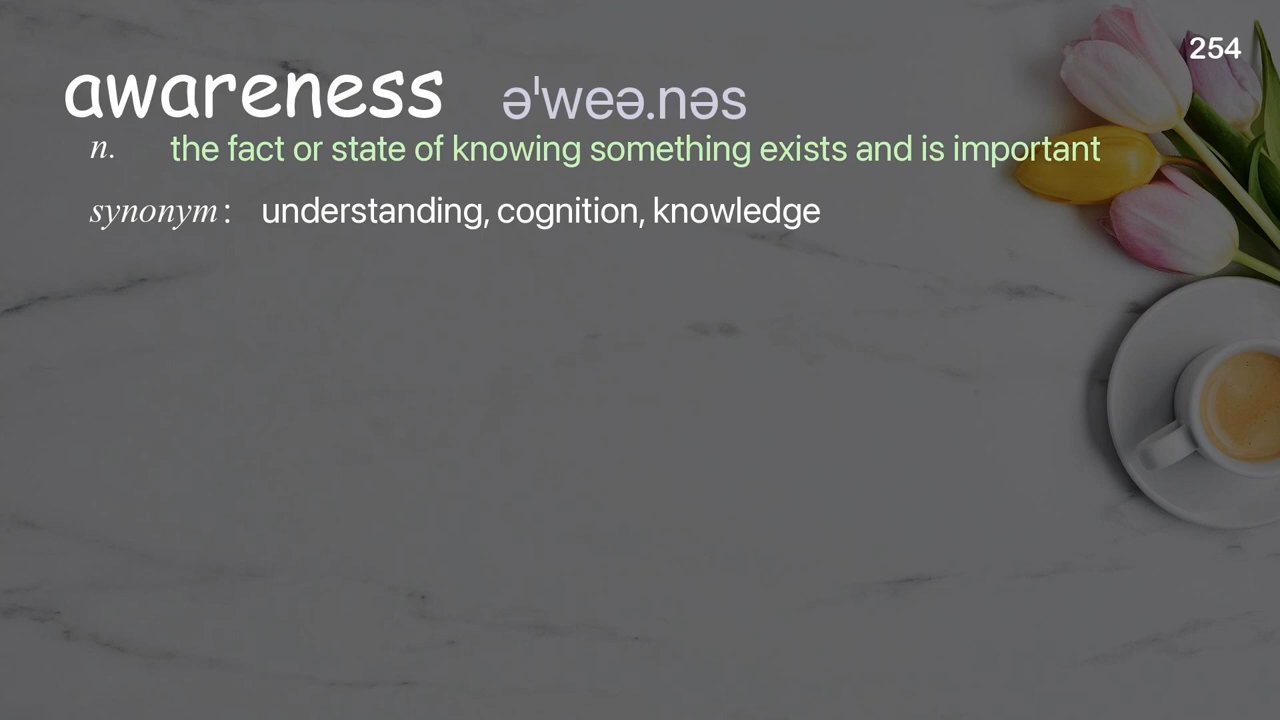 254
awareness əˈweə.nəs
n. the fact or state of knowing something exists and is important
synonym : understanding, cognition, knowledge